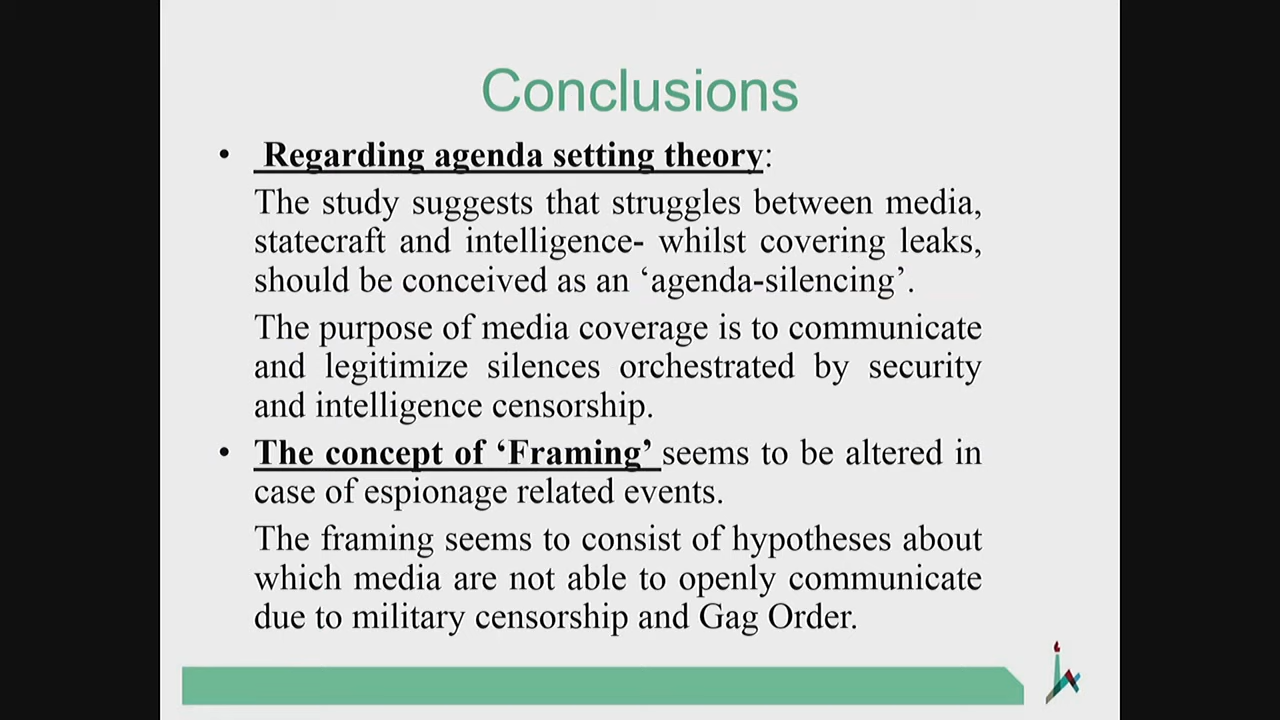 Conclusions
• Regarding agenda setting theory:
The study suggests that struggles between media,
statecraft and intelligence- whilst covering leaks,
should be conceived as an ‘agenda-silencing’.
The purpose of media coverage is to communicate
and legitimize silences orchestrated by security
and intelligence censorship.
• The concept of ‘Framing’ seems to be altered in
case of espionage related events.
The framing seems to consist of hypotheses about
which media are not able to openly communicate
due to military censorship and Gag Order.